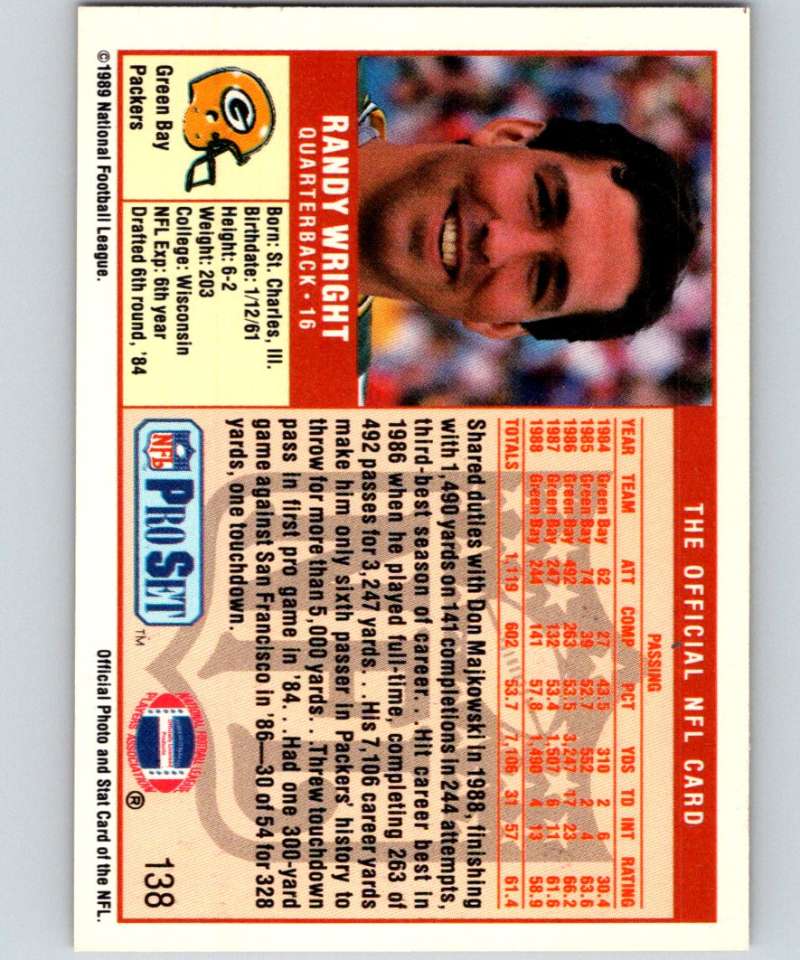 THE OFFICIAL NFL CARD
RANDY WRIGHT
QUARTERBACK • 16
G
Green Bay
Packers
Born: St. Charles, Ill.
Birthdate: 1/12/61
Height: 6-2
Weight: 203
College: Wisconsin
NFL Exp: 6th year
Drafted 6th round, '84
PASSING
YEAR TEAM ATT COMP PCT YDS TD INT RATING
1984 Green Bay 62 27 43.5 310 2 6 30.4
1985 Green Bay 74 39 52.7 552 2 4 63.6
1986 Green Bay 492 263 53.5 3,247 17 23 66.2
1987 Green Bay 247 132 53.4 1,507 6 11 61.6
1988 Green Bay 244 141 57.8 1,490 4 13 58.9
TOTALS 1,119 602 53.7 7,106 31 57 61.4
Shared duties with Don Majkowski in 1988, finishing
with 1,490 yards on 141 completions in 244 attempts,
third-best season of career...Hit career best in
1986 when he played full-time, completing 263 of
492 passes for 3,247 yards...His 7,106 career yards
make him only sixth passer in Packers' history to
throw for more than 5,000 yards...Threw touchdown
pass in first pro game in '84...Had one 300-yard
game against San Francisco in '86—30 of 54 for 328
yards, one touchdown.
NFL
NFL PRO SET ™
NATIONAL FOOTBALL LEAGUE
PLAYERS ASSOCIATION
®
138
©1989 National Football League.
Official Photo and Stat Card of the NFL.